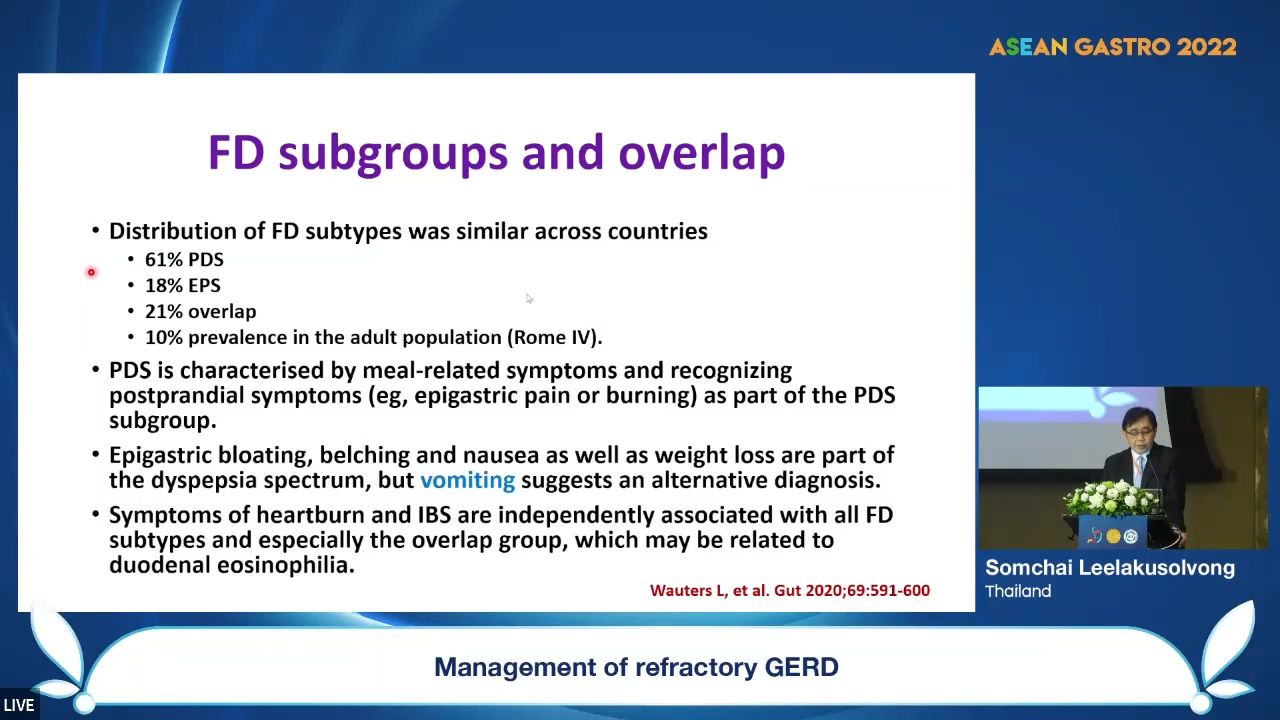 ASEAN GASTRO 2022
FD subgroups and overlap
• Distribution of FD subtypes was similar across countries
• 61% PDS
• 18% EPS
• 21% overlap
• 10% prevalence in the adult population (Rome IV).
• PDS is characterised by meal-related symptoms and recognizing
postprandial symptoms (eg, epigastric pain or burning) as part of the PDS
subgroup.
• Epigastric bloating, belching and nausea as well as weight loss are part of
the dyspepsia spectrum, but vomiting suggests an alternative diagnosis.
• Symptoms of heartburn and IBS are independently associated with all FD
subtypes and especially the overlap group, which may be related to
duodenal eosinophilia.
Wauters L, et al. Gut 2020;69:591-600
Somchai Leelakusolvong
Thailand
Management of refractory GERD
LIVE